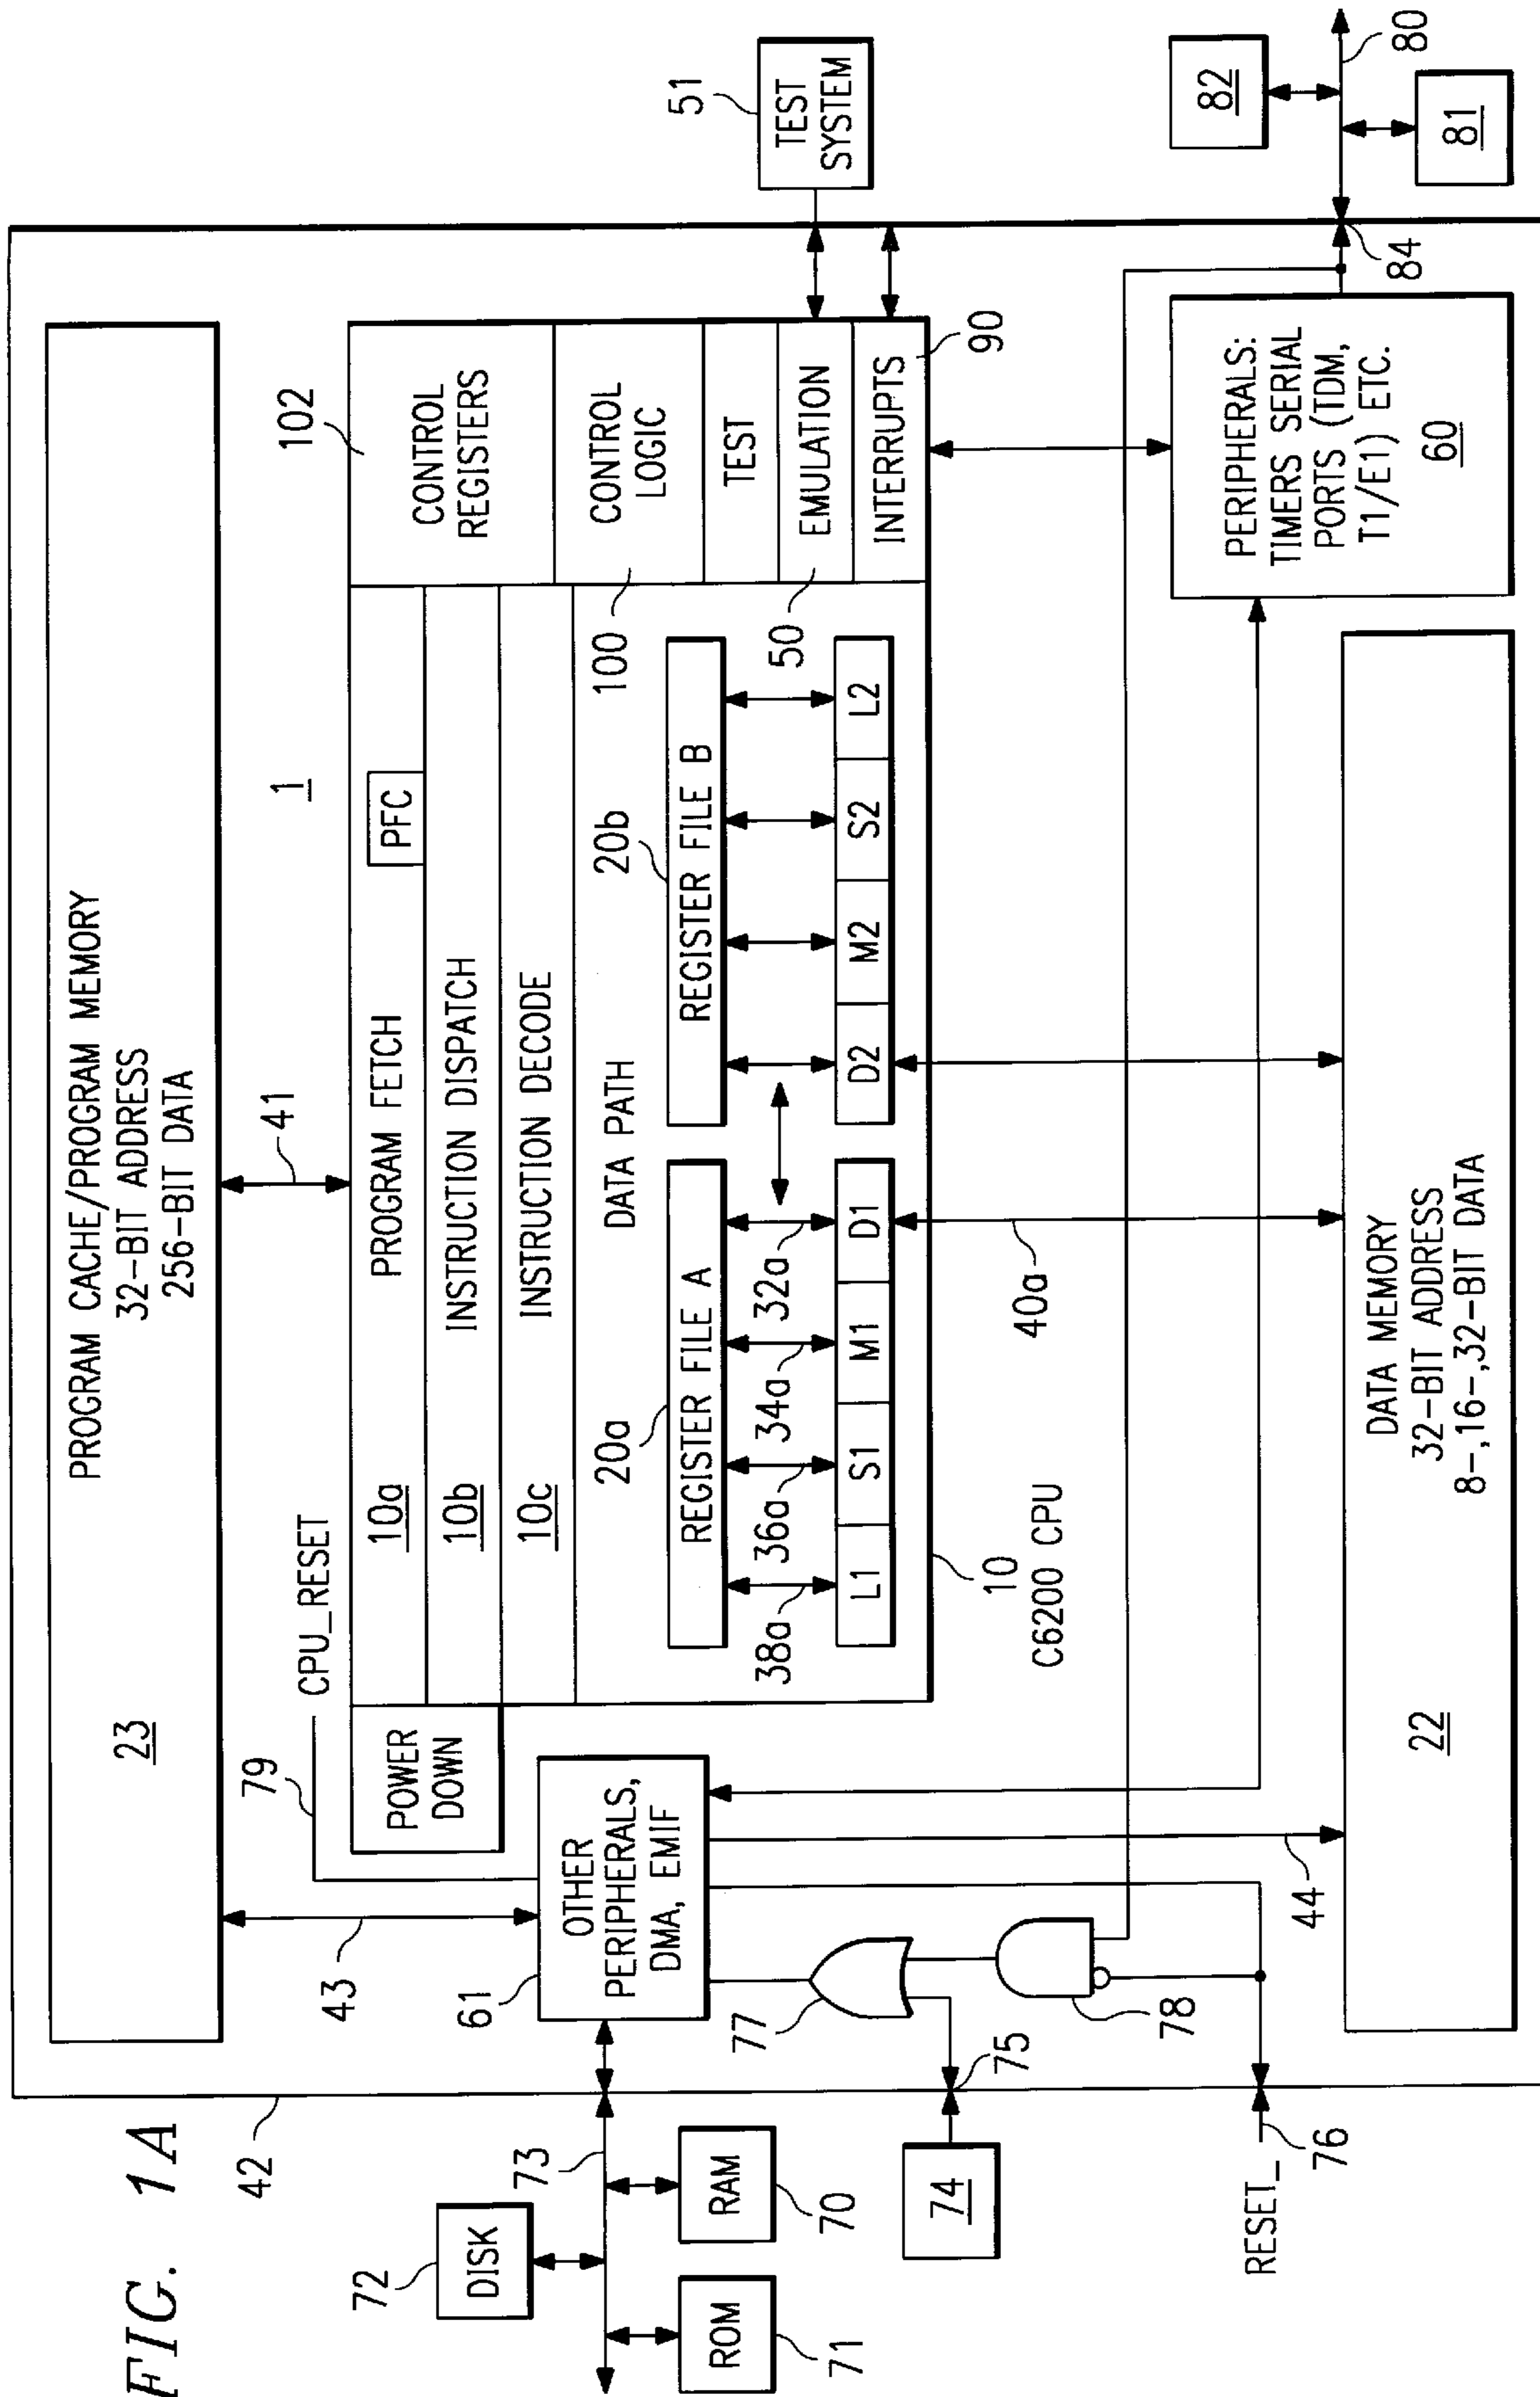 FIG. 1A
42
PROGRAM CACHE/PROGRAM MEMORY
32-BIT ADDRESS
256-BIT DATA
23
43
79
CPU_RESET
41
1
102
POWER
DOWN
10a
PROGRAM FETCH
PFC
10b
INSTRUCTION DISPATCH
10c
INSTRUCTION DECODE
CONTROL
REGISTERS
CONTROL
LOGIC
100
TEST
EMULATION
50
INTERRUPTS
90
TEST
SYSTEM
51
DATA PATH
20a
REGISTER FILE A
20b
REGISTER FILE B
38a
36a
34a
32a
L1
S1
M1
D1
D2
M2
S2
L2
10
C6200 CPU
40a
61
OTHER
PERIPHERALS,
DMA, EMIF
72
DISK
73
ROM
71
RAM
70
74
75
77
78
RESET_
76
44
DATA MEMORY
32-BIT ADDRESS
8-,16-,32-BIT DATA
22
PERIPHERALS:
TIMERS SERIAL
PORTS (TDM,
T1/E1) ETC.
60
84
82
81
80